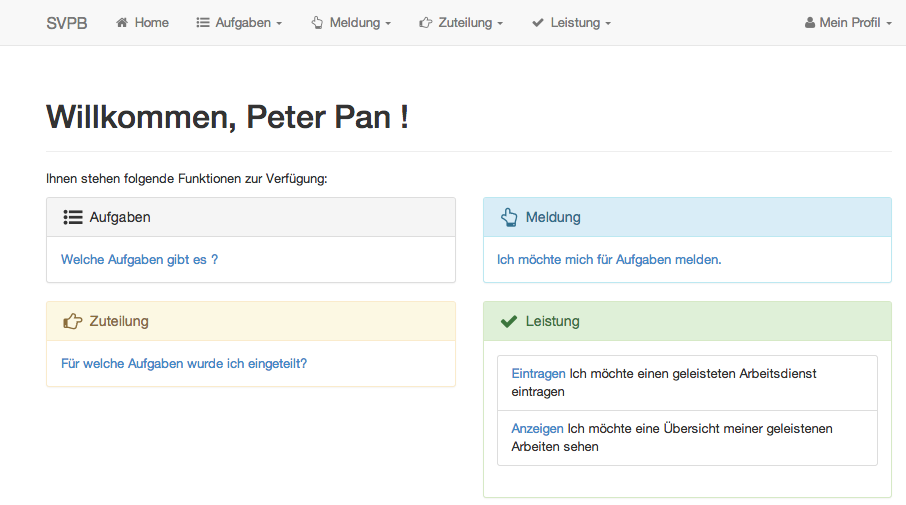 SVPB Home Aufgaben Meldung Zuteilung Leistung Mein Profil
Willkommen, Peter Pan !
Ihnen stehen folgende Funktionen zur Verfügung:
Aufgaben
Welche Aufgaben gibt es ?
Meldung
Ich möchte mich für Aufgaben melden.
Zuteilung
Für welche Aufgaben wurde ich eingeteilt?
Leistung
Eintragen Ich möchte einen geleisteten Arbeitsdienst
eintragen
Anzeigen Ich möchte eine Übersicht meiner geleistenen
Arbeiten sehen